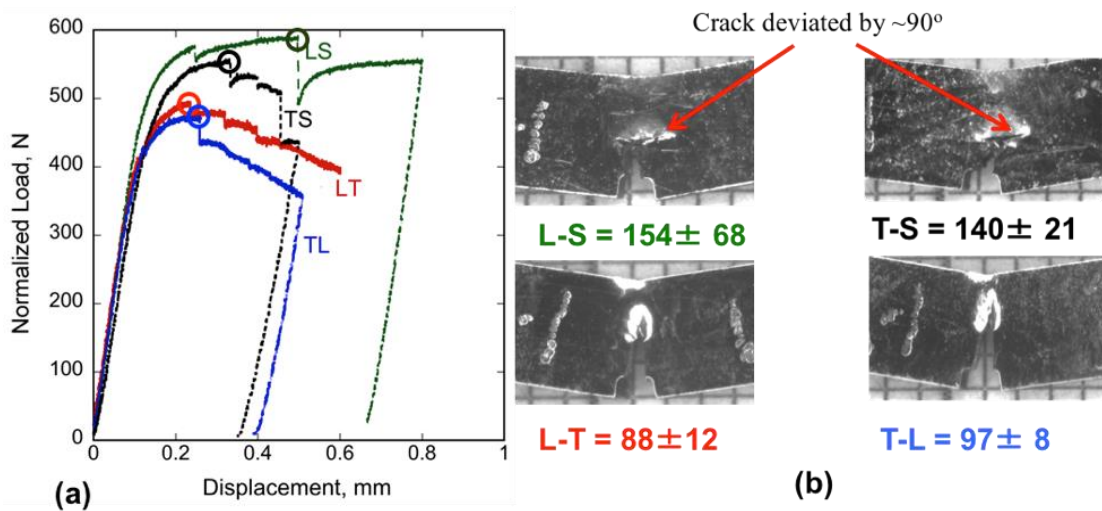 600
500
400
300
200
100
0
Normalized Load, N
LS
TS
LT
TL
0
0.2
0.4
0.6
0.8
1
Displacement, mm
(a)
Crack deviated by ~90°
L-S = 154± 68
T-S = 140± 21
L-T = 88±12
T-L = 97± 8
(b)